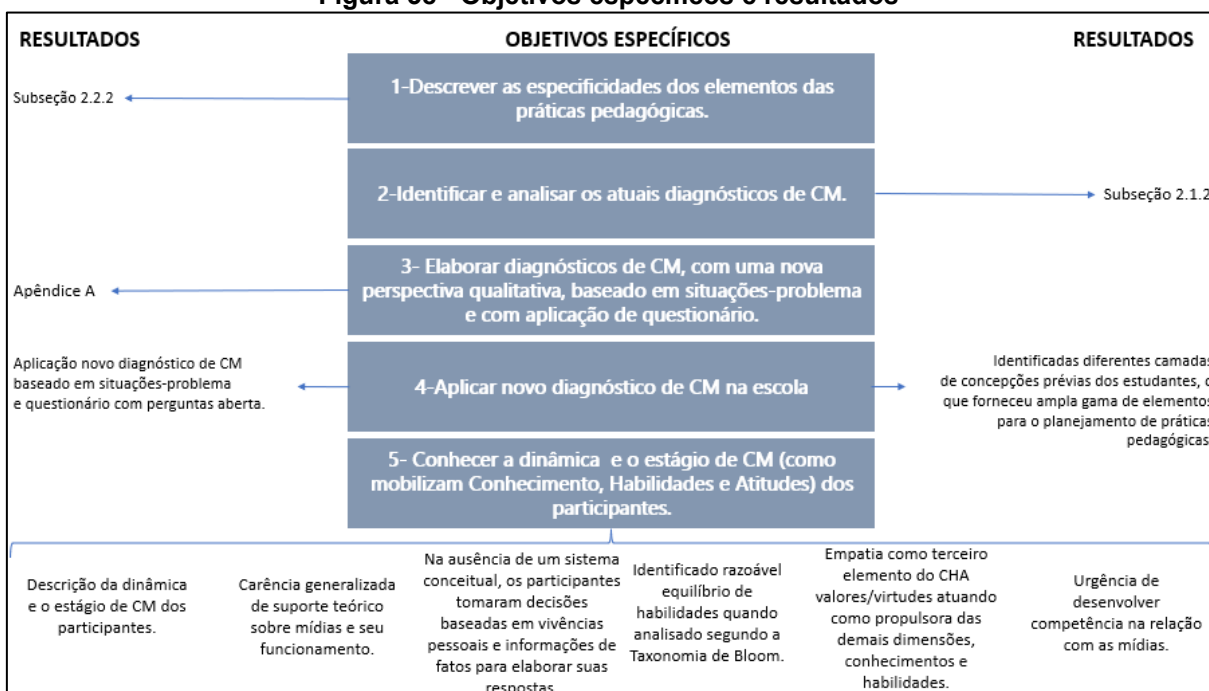 RESULTADOS
OBJETIVOS ESPECÍFICOS
RESULTADOS
1-Descrever as especificidades dos elementos das
práticas pedagógicas.
Subseção 2.2.2
2-Identificar e analisar os atuais diagnósticos de CM.
Subseção 2.1.2
3- Elaborar diagnósticos de CM, com uma nova
perspectiva qualitativa, baseado em situações-problema
e com aplicação de questionário.
Apêndice A
Aplicação novo diagnóstico de CM
baseado em situações-problema
e questionário com perguntas aberta.
4-Aplicar novo diagnóstico de CM na escola
Identificadas diferentes camadas
de concepções prévias dos estudantes,
que forneceu ampla gama de elementos
para o planejamento de práticas
pedagógicas
5- Conhecer a dinâmica e o estágio de CM (como
mobilizam Conhecimento, Habilidades e Atitudes) dos
participantes.
Descrição da dinâmica
e o estágio de CM dos
participantes.
Carência generalizada
de suporte teórico
sobre mídias e seu
funcionamento.
Na ausência de um sistema
conceitual, os participantes
tomaram decisões
baseadas em vivências
pessoais e informações de
fatos para elaborar suas
respostas
Identificado razoável
equilíbrio de
habilidades quando
analisado segundo a
Taxonomia de Bloom.
Empatia como terceiro
elemento do CHA
valores/virtudes atuando
como propulsora das
demais dimensões,
conhecimentos e
habilidades.
Urgência de
desenvolver
competência na relação
com as mídias.